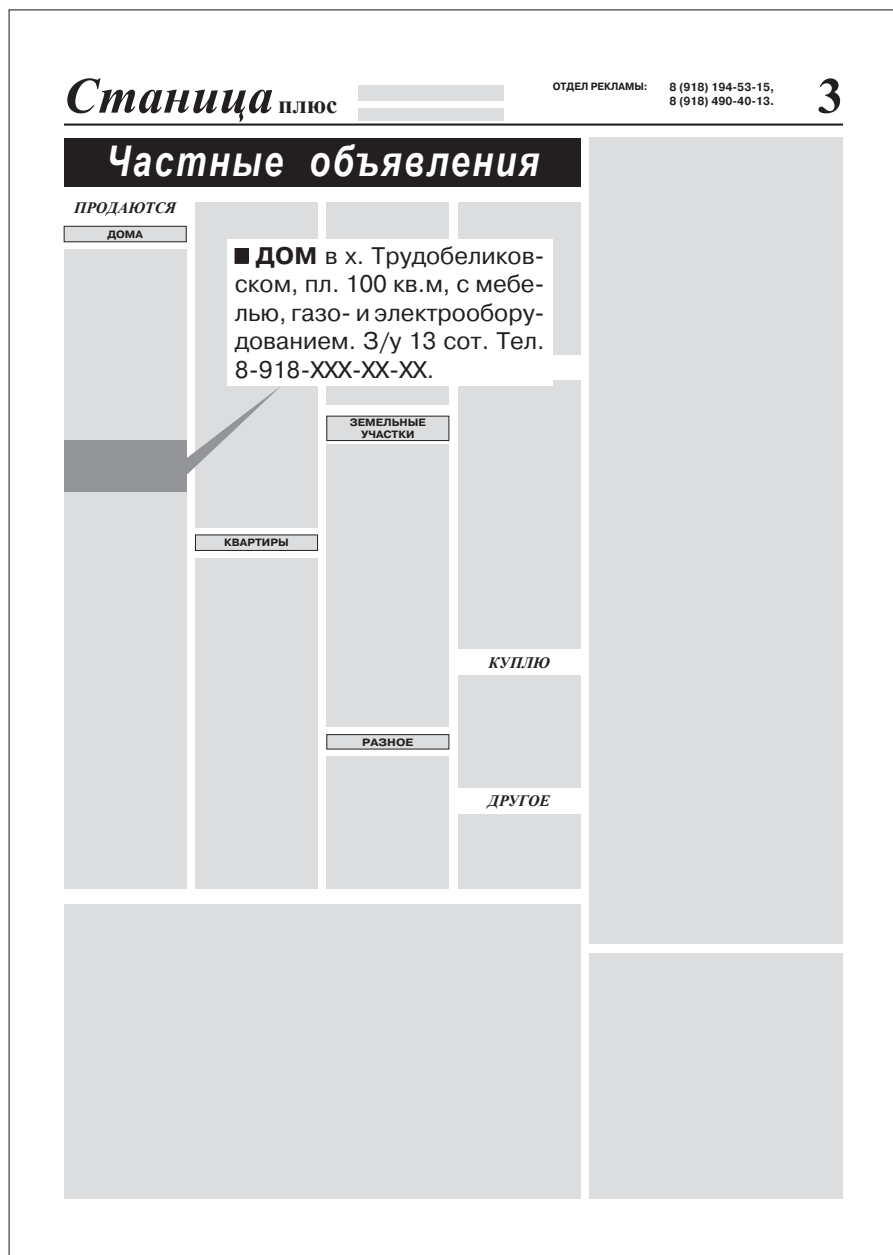 Станица плюс
ОТДЕЛ РЕКЛАМЫ: 8 (918) 194-53-15,
8 (918) 490-40-13.
3
Частные объявления
ПРОДАЮТСЯ
ДОМА
■ ДОМ в х. Трудобеликов-
ском, пл. 100 кв.м, с мебе-
лью, газо- и электрообору-
дованием. З/у 13 сот. Тел.
8-918-XXX-XX-XX.
КВАРТИРЫ
ЗЕМЕЛЬНЫЕ
УЧАСТКИ
РАЗНОЕ
КУПЛЮ
ДРУГОЕ